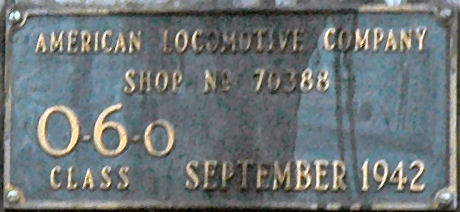 AMERICAN LOCOMOTIVE COMPANY
SHOP No 70388
0-6-0
CLASS SEPTEMBER 1942